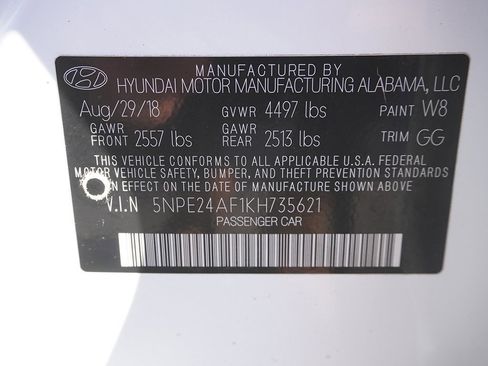 MANUFACTURED BY
HYUNDAI MOTOR MANUFACTURING ALABAMA, LLC
Aug/29/18 GVWR 4497 lbs PAINT W8
GAWR FRONT 2557 lbs GAWR REAR 2513 lbs TRIM GG
THIS VEHICLE CONFORMS TO ALL APPLICABLE U.S.A. FEDERAL
MOTOR VEHICLE SAFETY, BUMPER, AND THEFT PREVENTION STANDARDS
IN EFFECT ON THE DATE OF MANUFACTURE SHOWN ABOVE.
V.I.N 5NPE24AF1KH735621
PASSENGER CAR